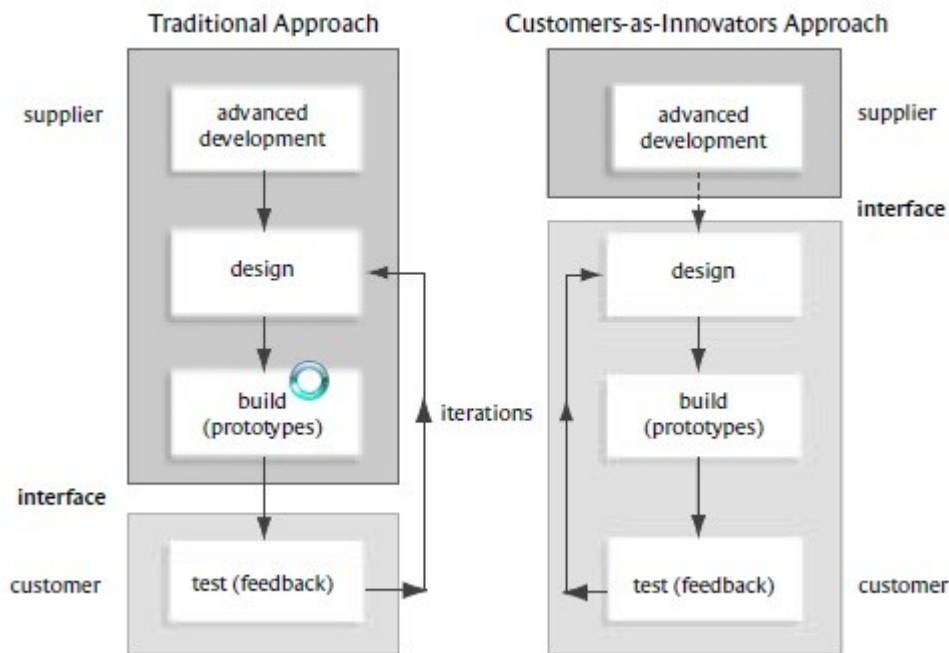 Traditional Approach
supplier
advanced
development
design
build
(prototypes)
iterations
interface
customer
test (feedback)
Customers-as-Innovators Approach
advanced
development
supplier
interface
design
build
(prototypes)
test (feedback)
customer